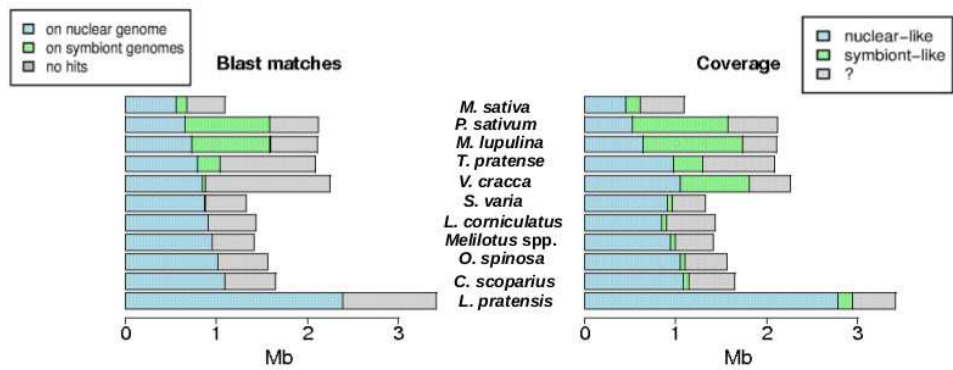 on nuclear genome
on symbiont genomes
no hits
nuclear-like
symbiont-like
?
Blast matches
Coverage
M. sativa
P. sativum
M. lupulina
T. pratense
V. cracca
S. varia
L. corniculatus
Melilotus spp.
O. spinosa
C. scoparius
L. pratensis
0 1 2 3
Mb
0 1 2 3
Mb